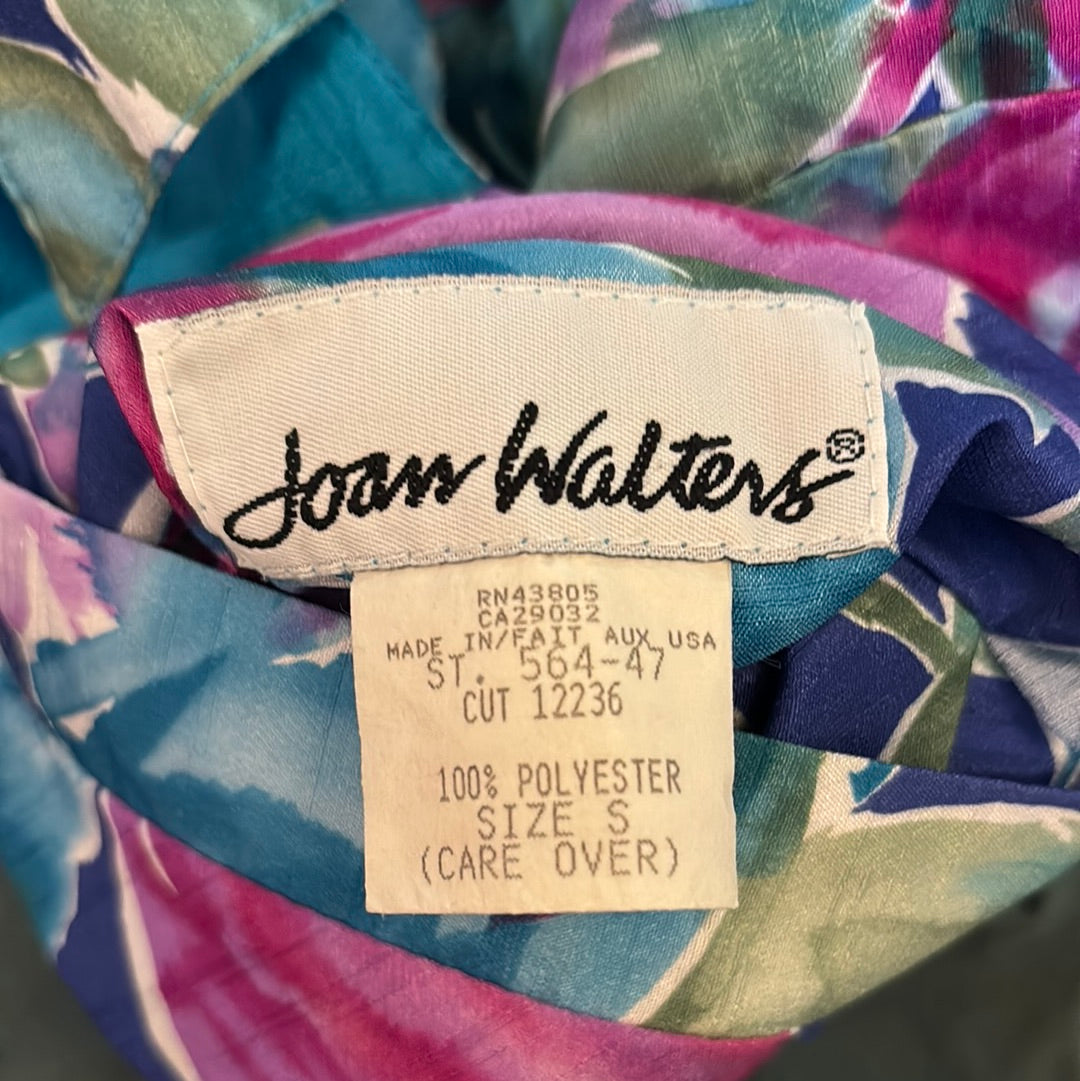 Joan Walters®
RN43805
CA29032
MADE IN/FAIT AUX USA
ST. 564-47
CUT 12236
100% POLYESTER
SIZE S
(CARE OVER)